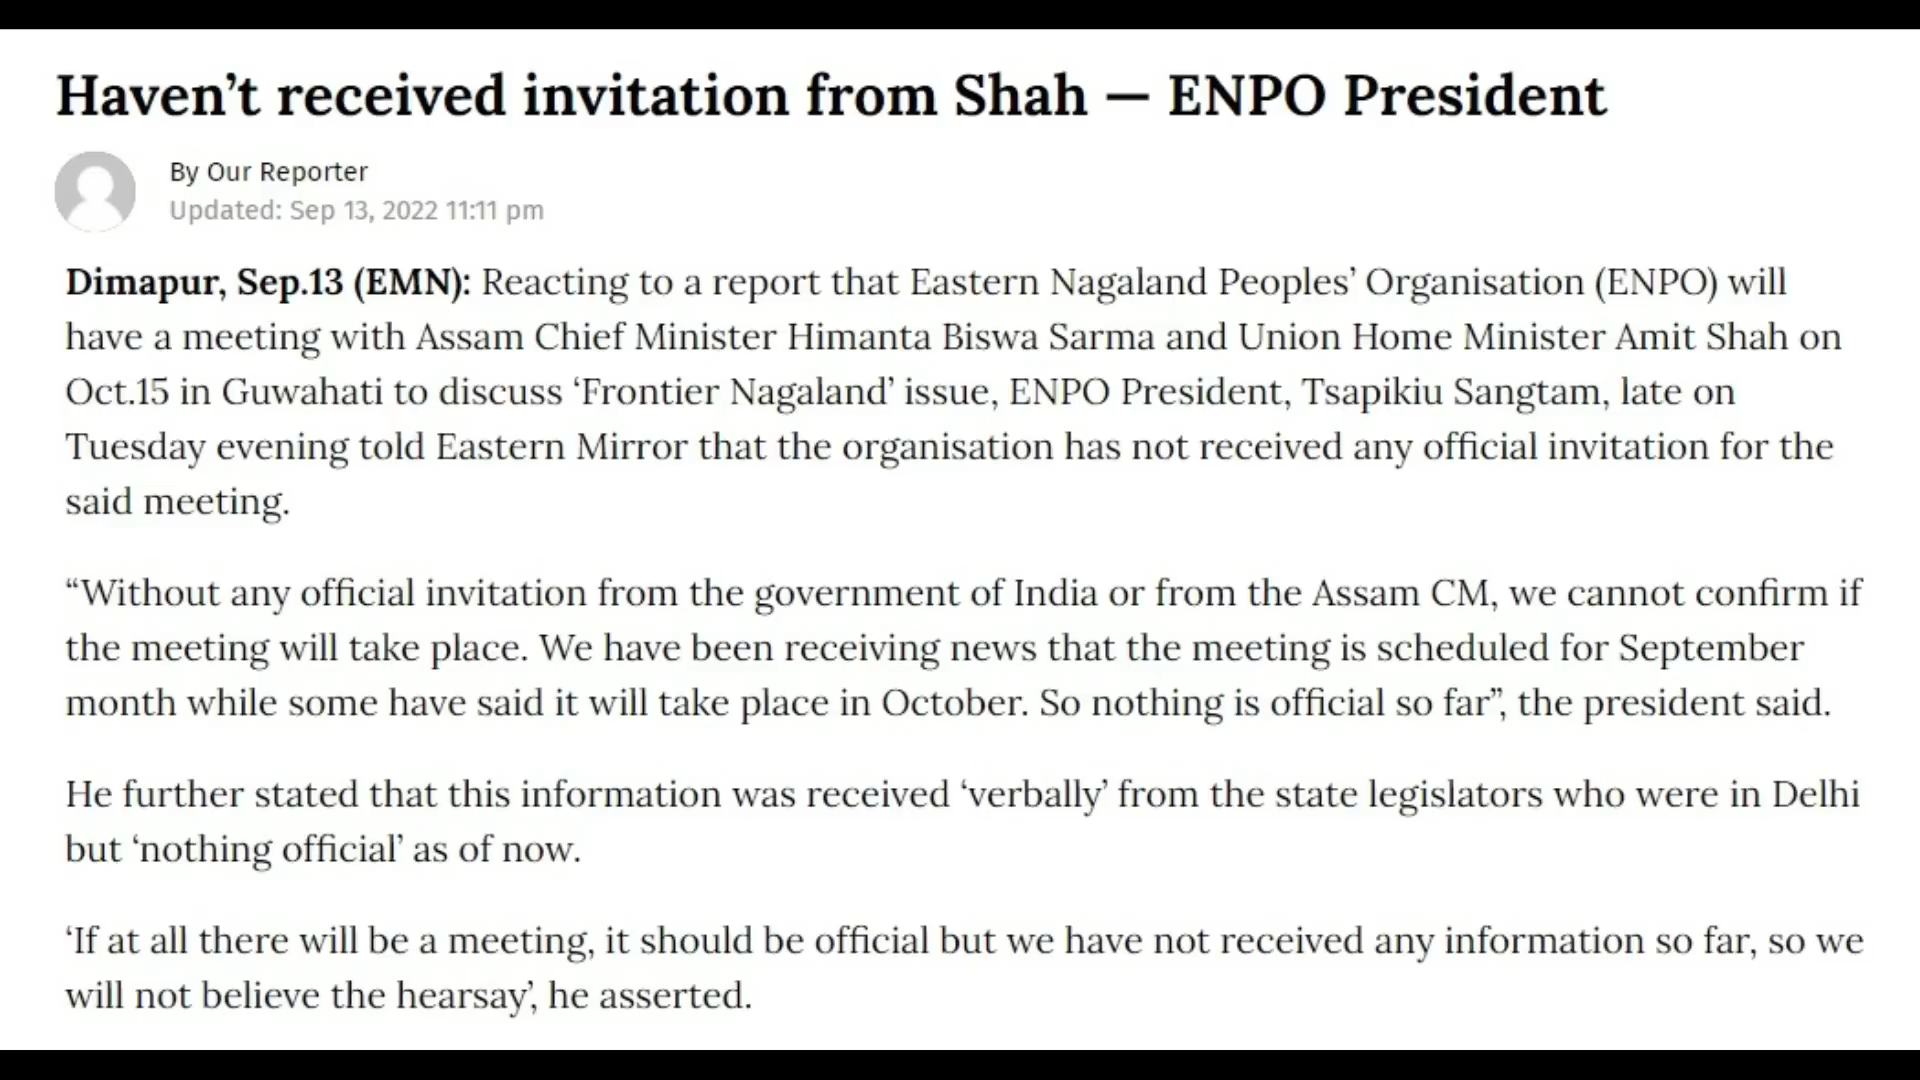 Haven’t received invitation from Shah — ENPO President
By Our Reporter
Updated: Sep 13, 2022 11:11 pm
Dimapur, Sep.13 (EMN): Reacting to a report that Eastern Nagaland Peoples’ Organisation (ENPO) will
have a meeting with Assam Chief Minister Himanta Biswa Sarma and Union Home Minister Amit Shah on
Oct.15 in Guwahati to discuss ‘Frontier Nagaland’ issue, ENPO President, Tsapikiu Sangtam, late on
Tuesday evening told Eastern Mirror that the organisation has not received any official invitation for the
said meeting.
“Without any official invitation from the government of India or from the Assam CM, we cannot confirm if
the meeting will take place. We have been receiving news that the meeting is scheduled for September
month while some have said it will take place in October. So nothing is official so far”, the president said.
He further stated that this information was received ‘verbally’ from the state legislators who were in Delhi
but ‘nothing official’ as of now.
‘If at all there will be a meeting, it should be official but we have not received any information so far, so we
will not believe the hearsay’, he asserted.